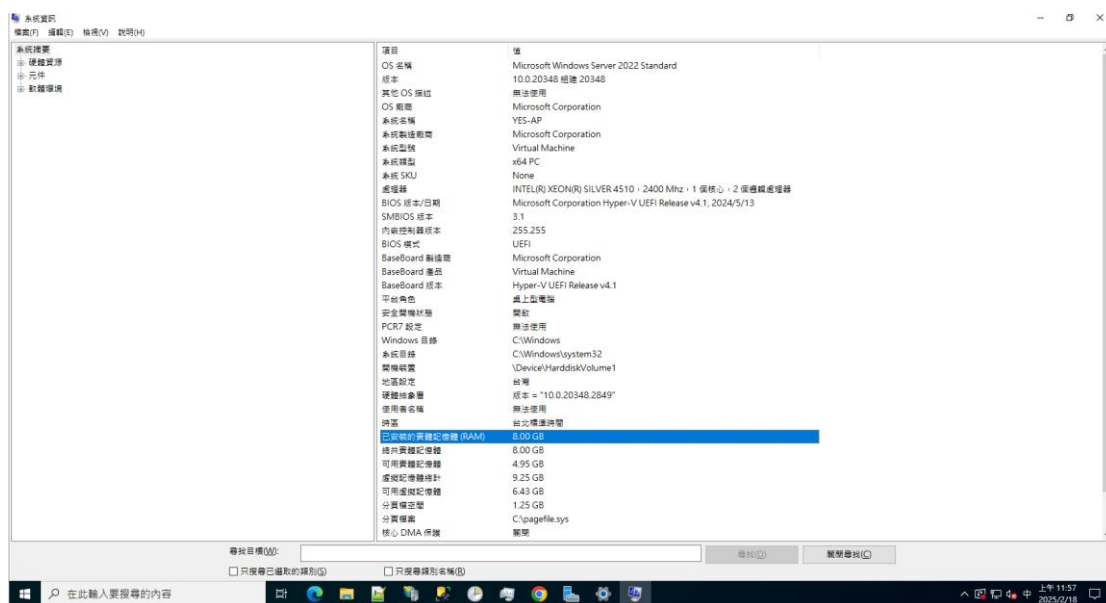 系統資訊
檔案(F) 編輯(E) 檢視(V) 說明(H)
系統摘要
硬體資源
元件
軟體環境
項目 值
OS 名稱 Microsoft Windows Server 2022 Standard
版本 10.0.20348 組建 20348
其他 OS 描述 無法使用
OS 廠商 Microsoft Corporation
系統名稱 YES-AP
系統製造廠商 Microsoft Corporation
系統型號 Virtual Machine
系統類型 x64 PC
系統 SKU None
處理器 INTEL(R) XEON(R) SILVER 4510，2400 Mhz，1 個核心，2 個邏輯處理器
BIOS 版本/日期 Microsoft Corporation Hyper-V UEFI Release v4.1, 2024/5/13
SMBIOS 版本 3.1
內嵌控制器版本 255.255
BIOS 模式 UEFI
BaseBoard 製造商 Microsoft Corporation
BaseBoard 產品 Virtual Machine
BaseBoard 版本 Hyper-V UEFI Release v4.1
平台角色 桌上型電腦
安全開機狀態 開啟
PCR7 設定 無法使用
Windows 目錄 C:\Windows
系統目錄 C:\Windows\system32
開機裝置 \Device\HarddiskVolume1
地區設定 台灣
硬體抽象層 版本 = "10.0.20348.2849"
使用者名稱 無法使用
時區 台北標準時間
已安裝的實體記憶體 (RAM) 8.00 GB
總共實體記憶體 8.00 GB
可用實體記憶體 4.95 GB
虛擬記憶體總計 9.25 GB
可用虛擬記憶體 6.43 GB
分頁檔空間 1.25 GB
分頁檔案 C:\pagefile.sys
核心 DMA 保護 關閉
尋找目標(W): 尋找(D) 關閉尋找(C)
只搜尋已選取的類別(S) 只搜尋類別名稱(R)
在此輸入要搜尋的內容 中 上午 11:57
2025/2/18